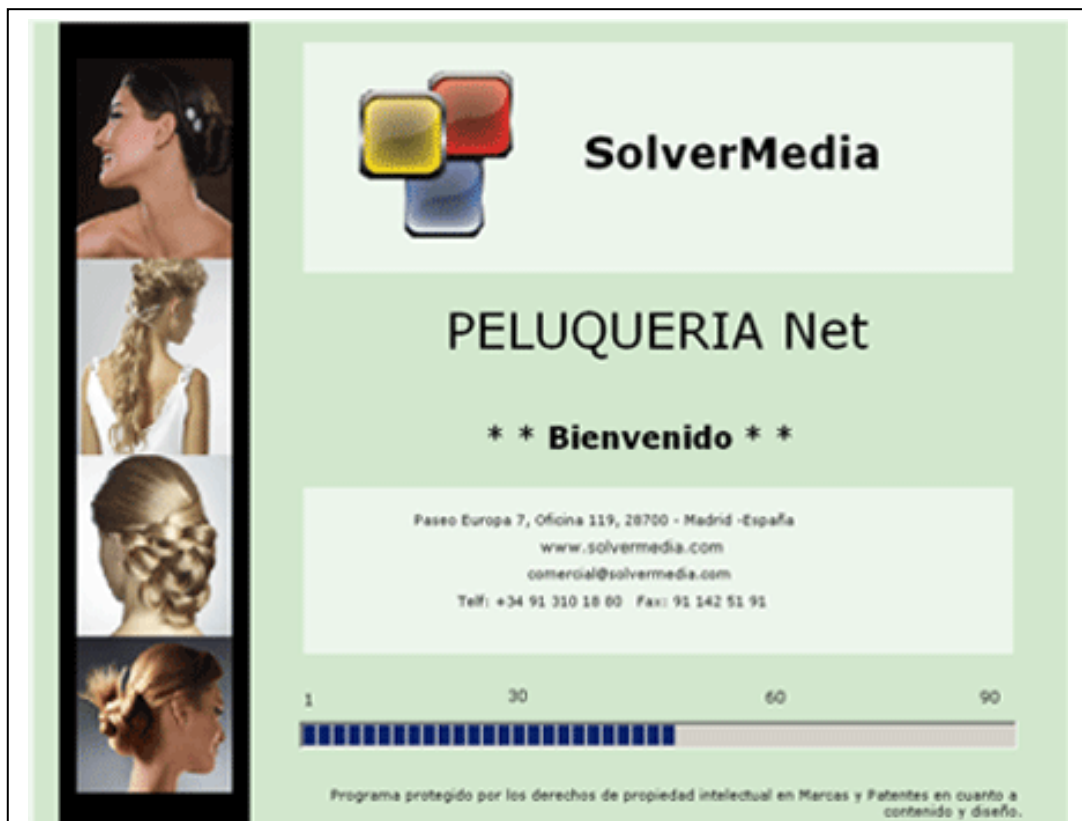 SolverMedia
PELUQUERIA Net
* * Bienvenido * *
Paseo Europa 7, Oficina 119, 28700 - Madrid -España
www.solvermedia.com
comercial@solvermedia.com
Telf: +34 91 310 18 80 Fax: 91 142 51 91
1 30 60 90
Programa protegido por los derechos de propiedad intelectual en Marcas y Patentes en cuanto a
contenido y diseño.